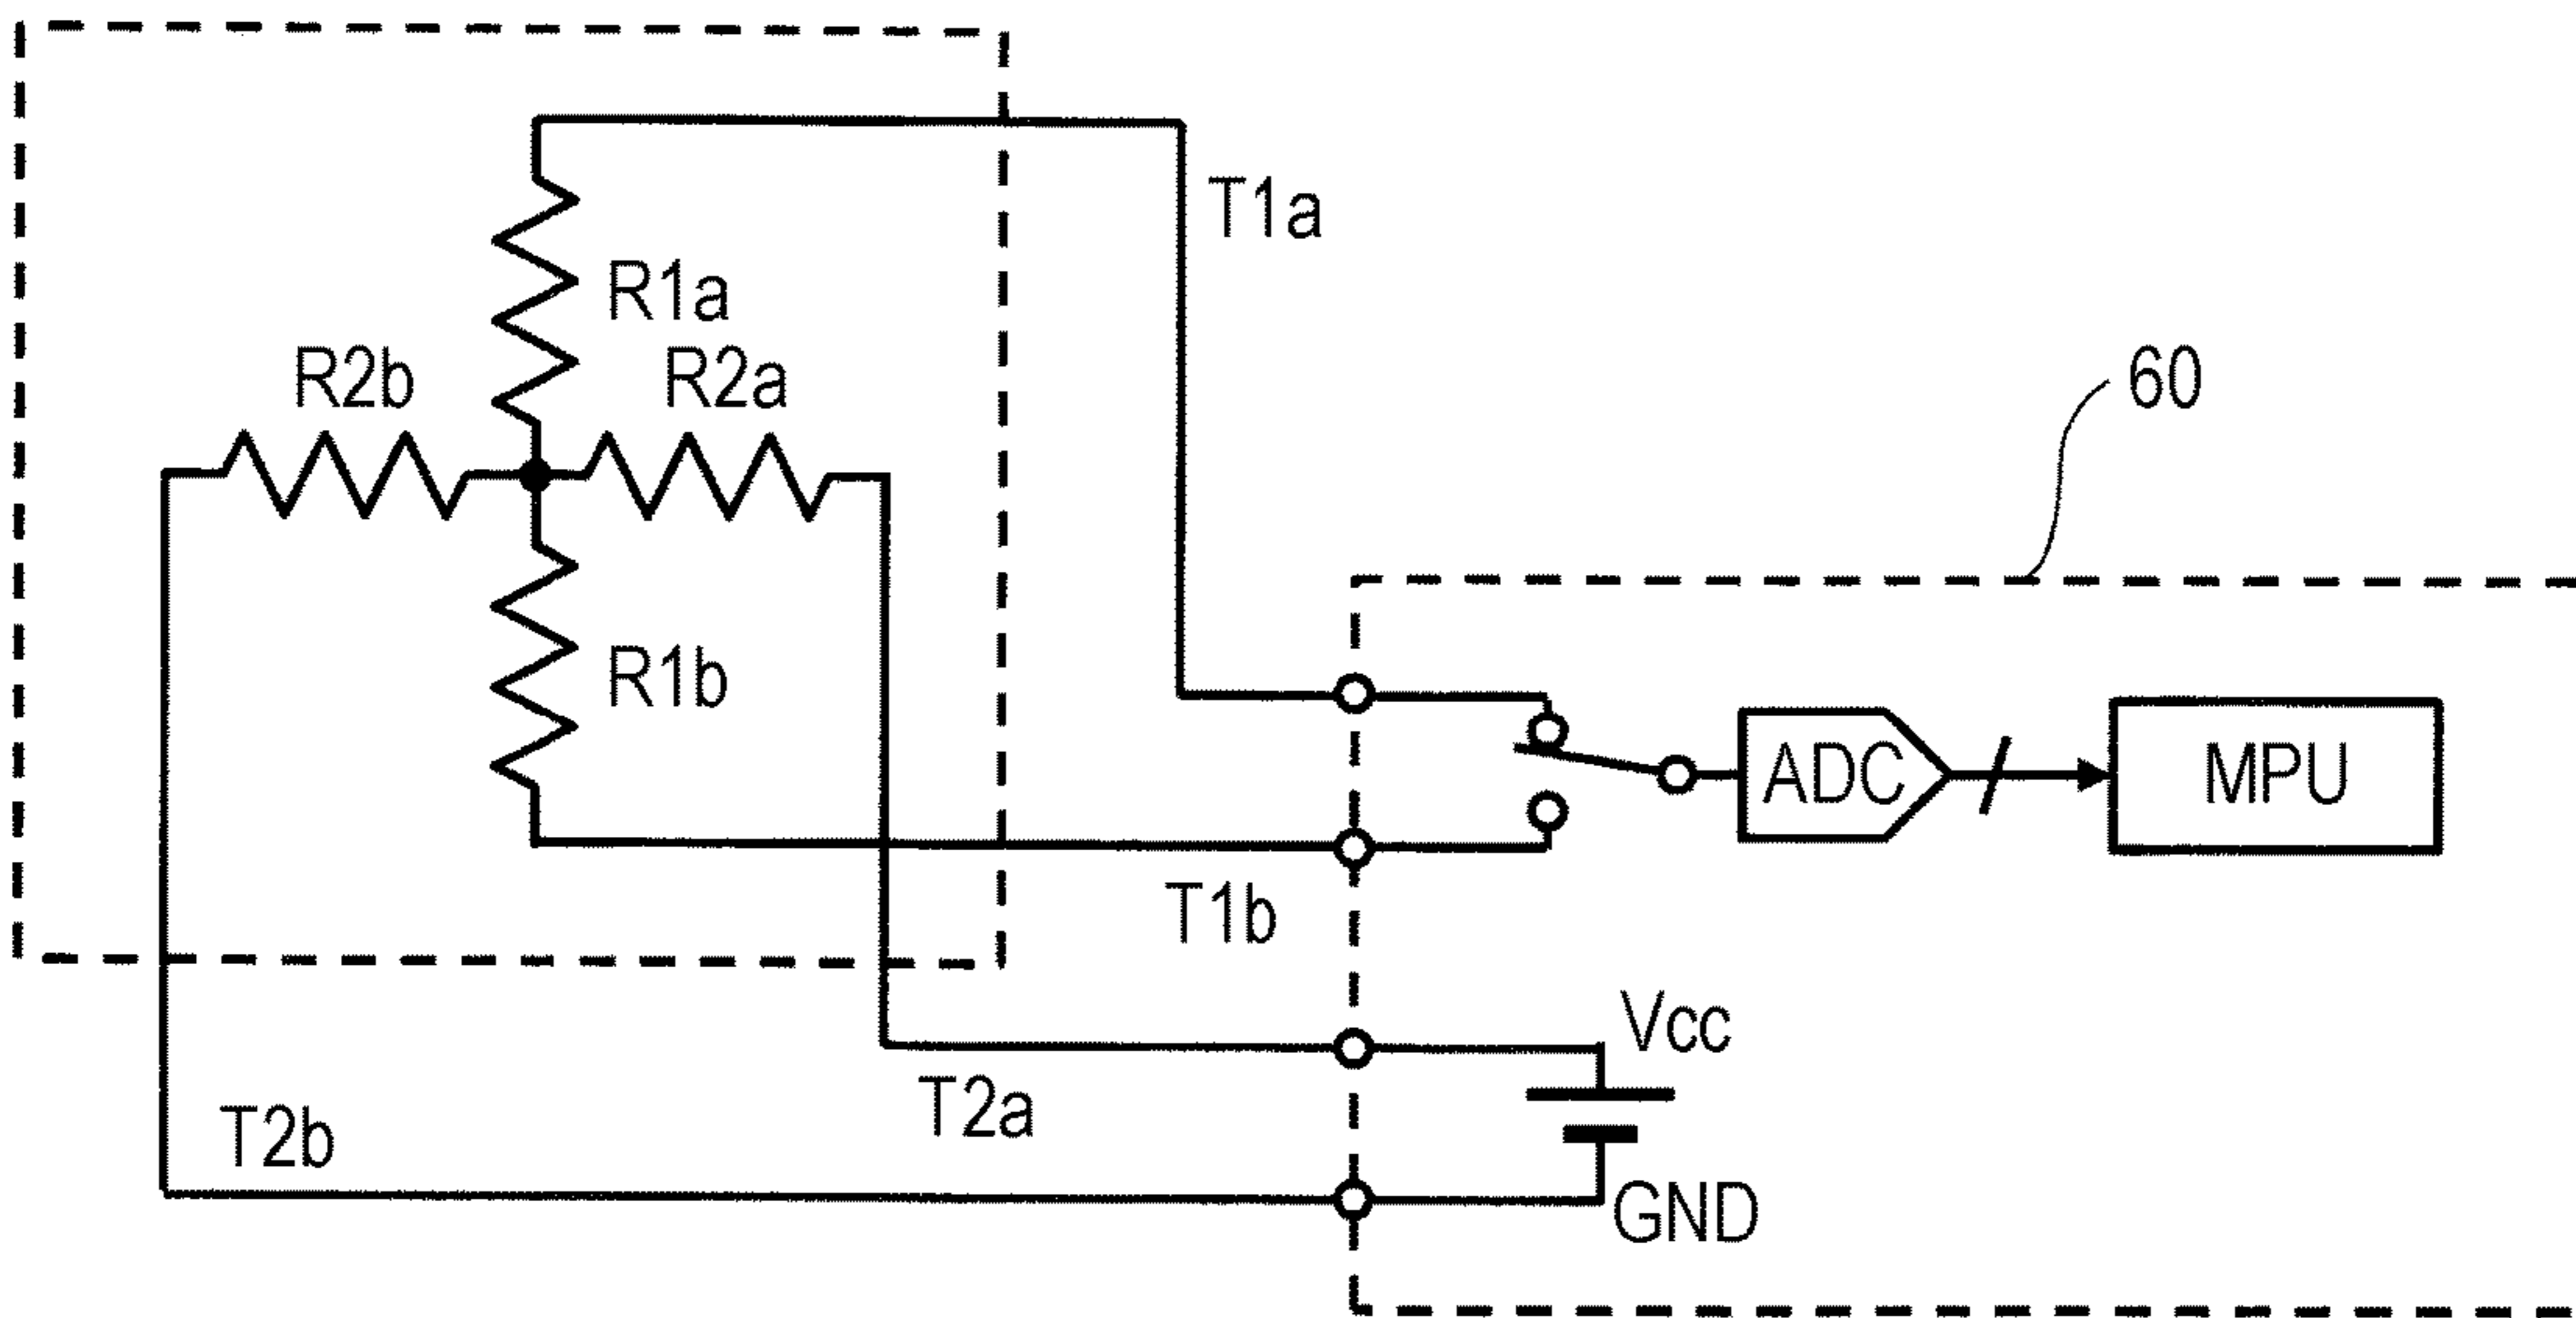 T1a
R1a
R2b
R2a
60
R1b
ADC
MPU
T1b
Vcc
T2a
T2b
GND